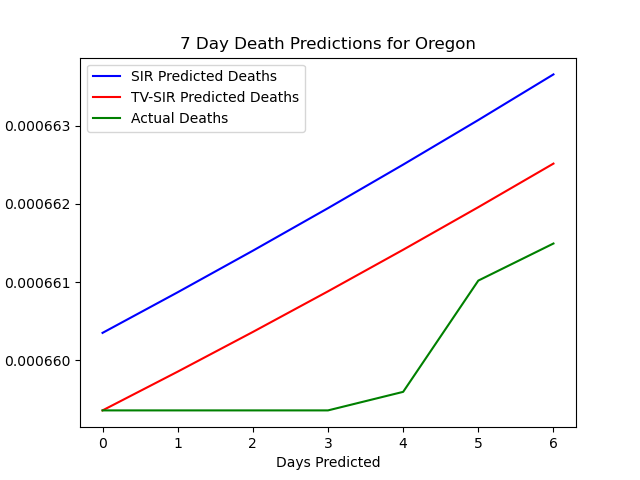 7 Day Death Predictions for Oregon
SIR Predicted Deaths
TV-SIR Predicted Deaths
Actual Deaths
0.000663
0.000662
0.000661
0.000660
0 1 2 3 4 5 6
Days Predicted